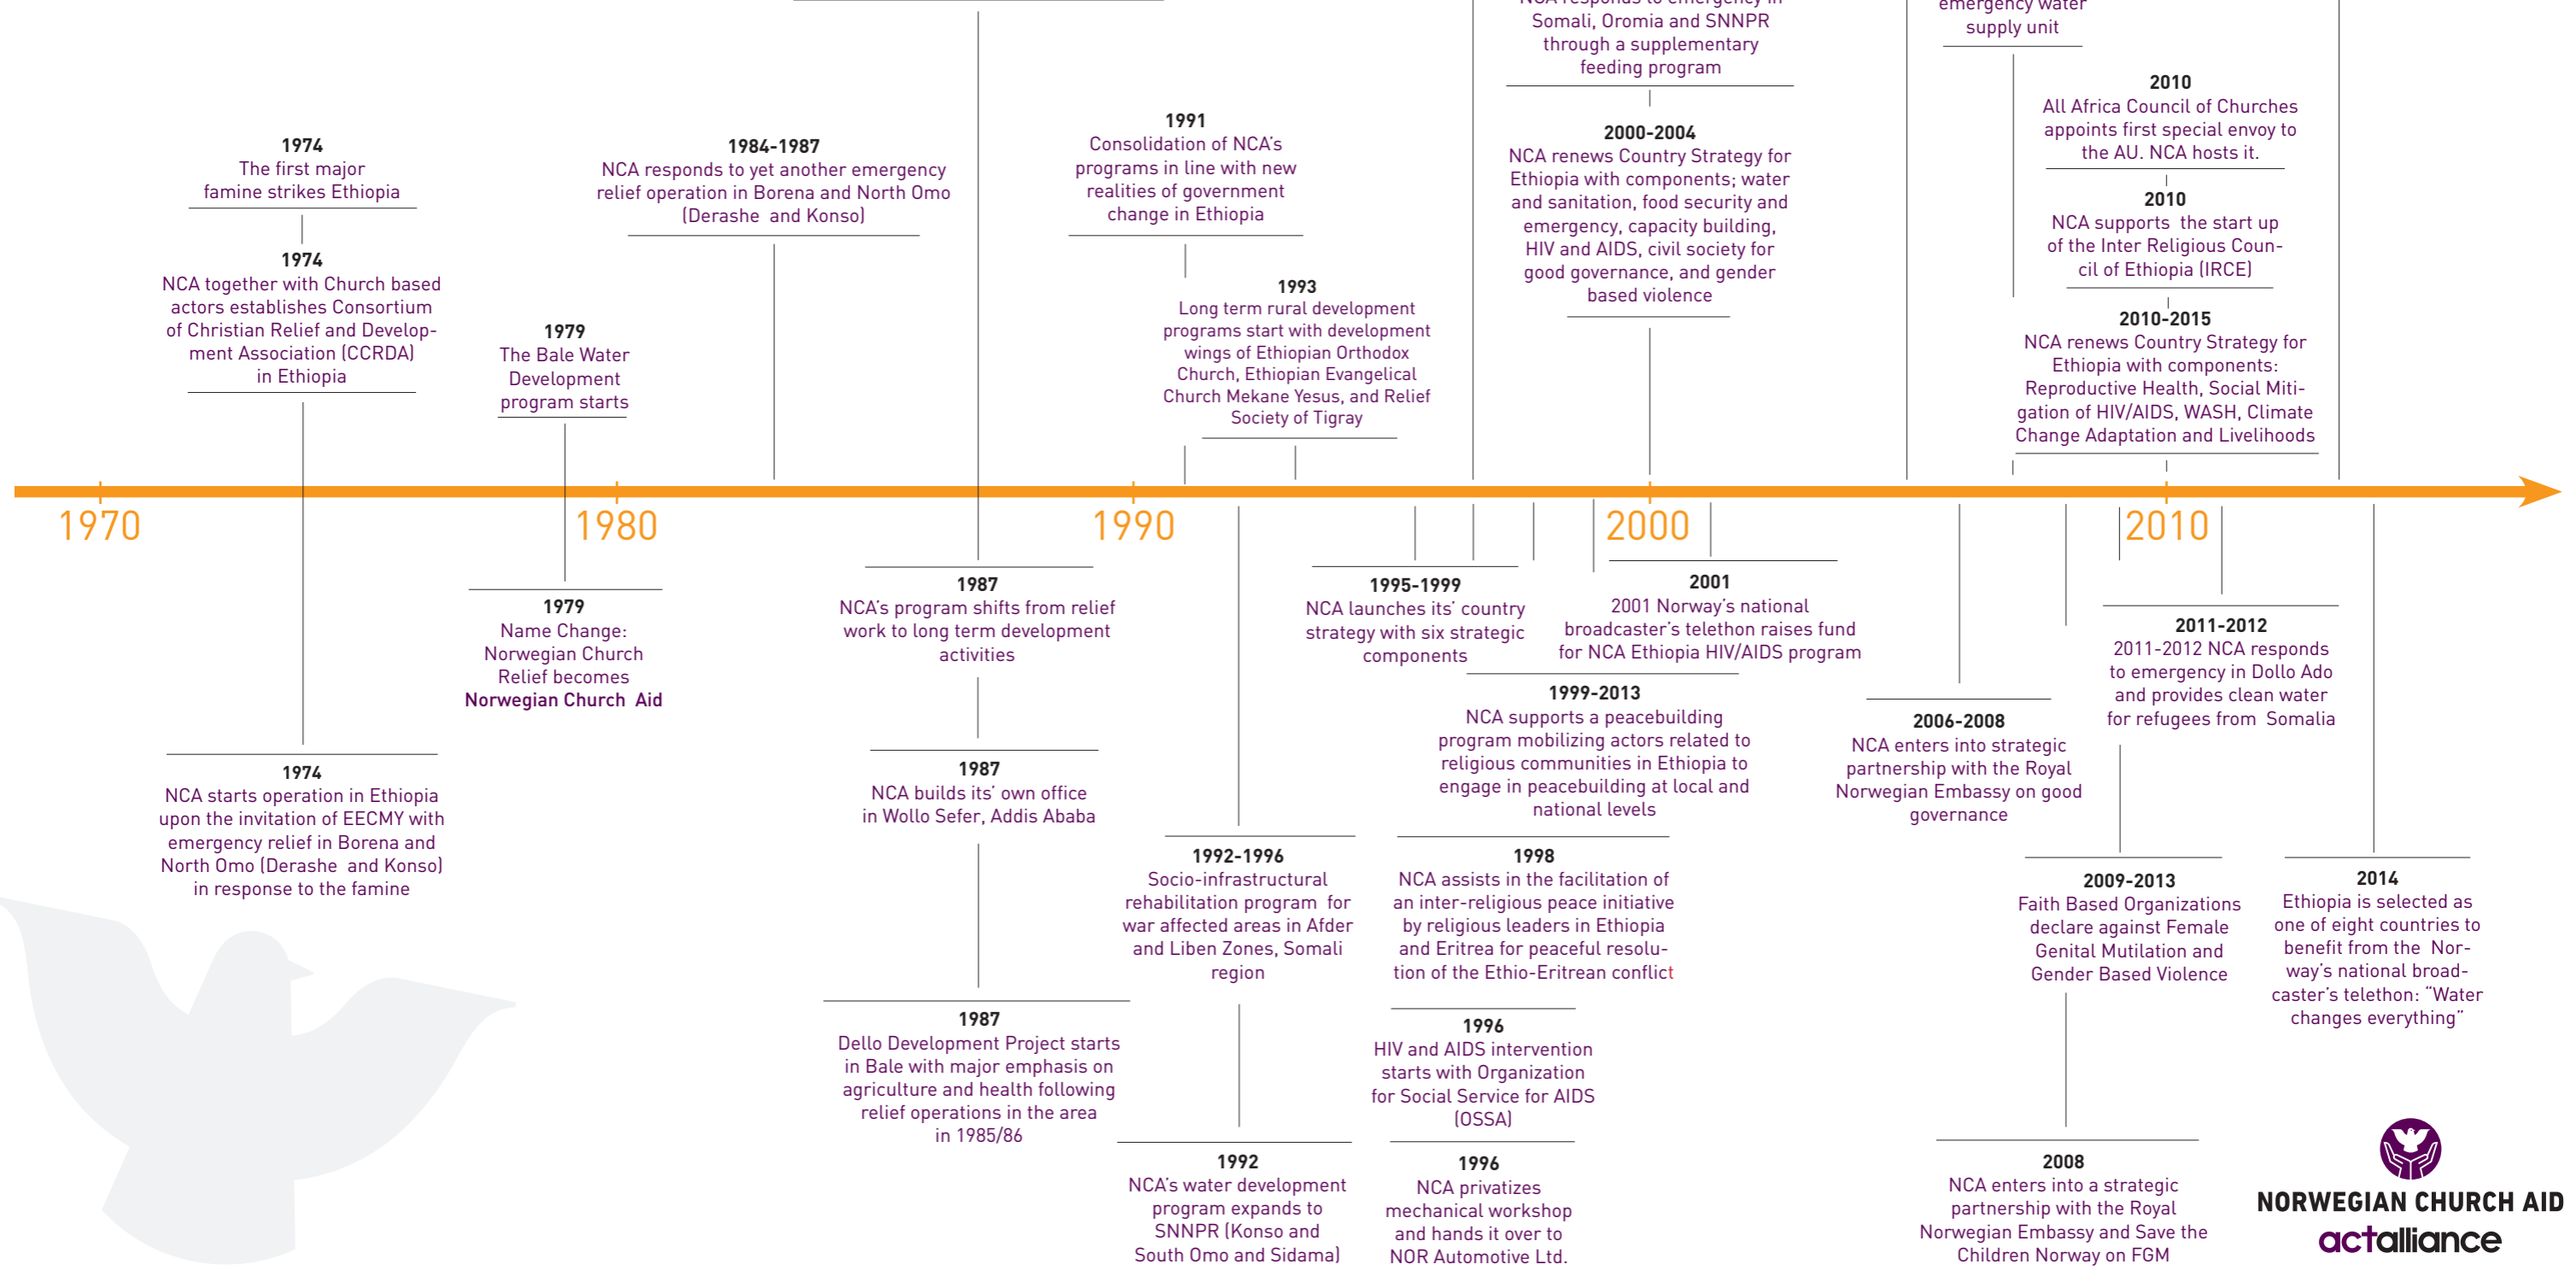 NCA responds to emergency in
Somali, Oromia and SNNPR
through a supplementary
feeding program
emergency water
supply unit
1974
The first major
famine strikes Ethiopia
1974
NCA together with Church based
actors establishes Consortium
of Christian Relief and Develop-
ment Association (CCRDA)
in Ethiopia
1979
The Bale Water
Development
program starts
1984-1987
NCA responds to yet another emergency
relief operation in Borena and North Omo
(Derashe and Konso)
1991
Consolidation of NCA's
programs in line with new
realities of government
change in Ethiopia
1993
Long term rural development
programs start with development
wings of Ethiopian Orthodox
Church, Ethiopian Evangelical
Church Mekane Yesus, and Relief
Society of Tigray
2000-2004
NCA renews Country Strategy for
Ethiopia with components; water
and sanitation, food security and
emergency, capacity building,
HIV and AIDS, civil society for
good governance, and gender
based violence
2010
All Africa Council of Churches
appoints first special envoy to
the AU. NCA hosts it.
2010
NCA supports the start up
of the Inter Religious Coun-
cil of Ethiopia (IRCE)
2010-2015
NCA renews Country Strategy for
Ethiopia with components:
Reproductive Health, Social Miti-
gation of HIV/AIDS, WASH, Climate
Change Adaptation and Livelihoods
1970
1980
1990
2000
2010
1974
NCA starts operation in Ethiopia
upon the invitation of EECMY with
emergency relief in Borena and
North Omo (Derashe and Konso)
in response to the famine
1979
Name Change:
Norwegian Church
Relief becomes
Norwegian Church Aid
1987
NCA's program shifts from relief
work to long term development
activities
1987
NCA builds its' own office
in Wollo Sefer, Addis Ababa
1987
Dello Development Project starts
in Bale with major emphasis on
agriculture and health following
relief operations in the area
in 1985/86
1992-1996
Socio-infrastructural
rehabilitation program for
war affected areas in Afder
and Liben Zones, Somali
region
1992
NCA's water development
program expands to
SNNPR (Konso and
South Omo and Sidama)
1995-1999
NCA launches its' country
strategy with six strategic
components
2001
2001 Norway's national
broadcaster's telethon raises fund
for NCA Ethiopia HIV/AIDS program
1999-2013
NCA supports a peacebuilding
program mobilizing actors related to
religious communities in Ethiopia to
engage in peacebuilding at local and
national levels
1998
NCA assists in the facilitation of
an inter-religious peace initiative
by religious leaders in Ethiopia
and Eritrea for peaceful resolu-
tion of the Ethio-Eritrean conflict
1996
HIV and AIDS intervention
starts with Organization
for Social Service for AIDS
(OSSA)
1996
NCA privatizes
mechanical workshop
and hands it over to
NOR Automotive Ltd.
2006-2008
NCA enters into strategic
partnership with the Royal
Norwegian Embassy on good
governance
2011-2012
2011-2012 NCA responds
to emergency in Dollo Ado
and provides clean water
for refugees from Somalia
2009-2013
Faith Based Organizations
declare against Female
Genital Mutilation and
Gender Based Violence
2008
NCA enters into a strategic
partnership with the Royal
Norwegian Embassy and Save the
Children Norway on FGM
2014
Ethiopia is selected as
one of eight countries to
benefit from the Nor-
way's national broad-
caster's telethon: “Water
changes everything”
NORWEGIAN CHURCH AID
actalliance